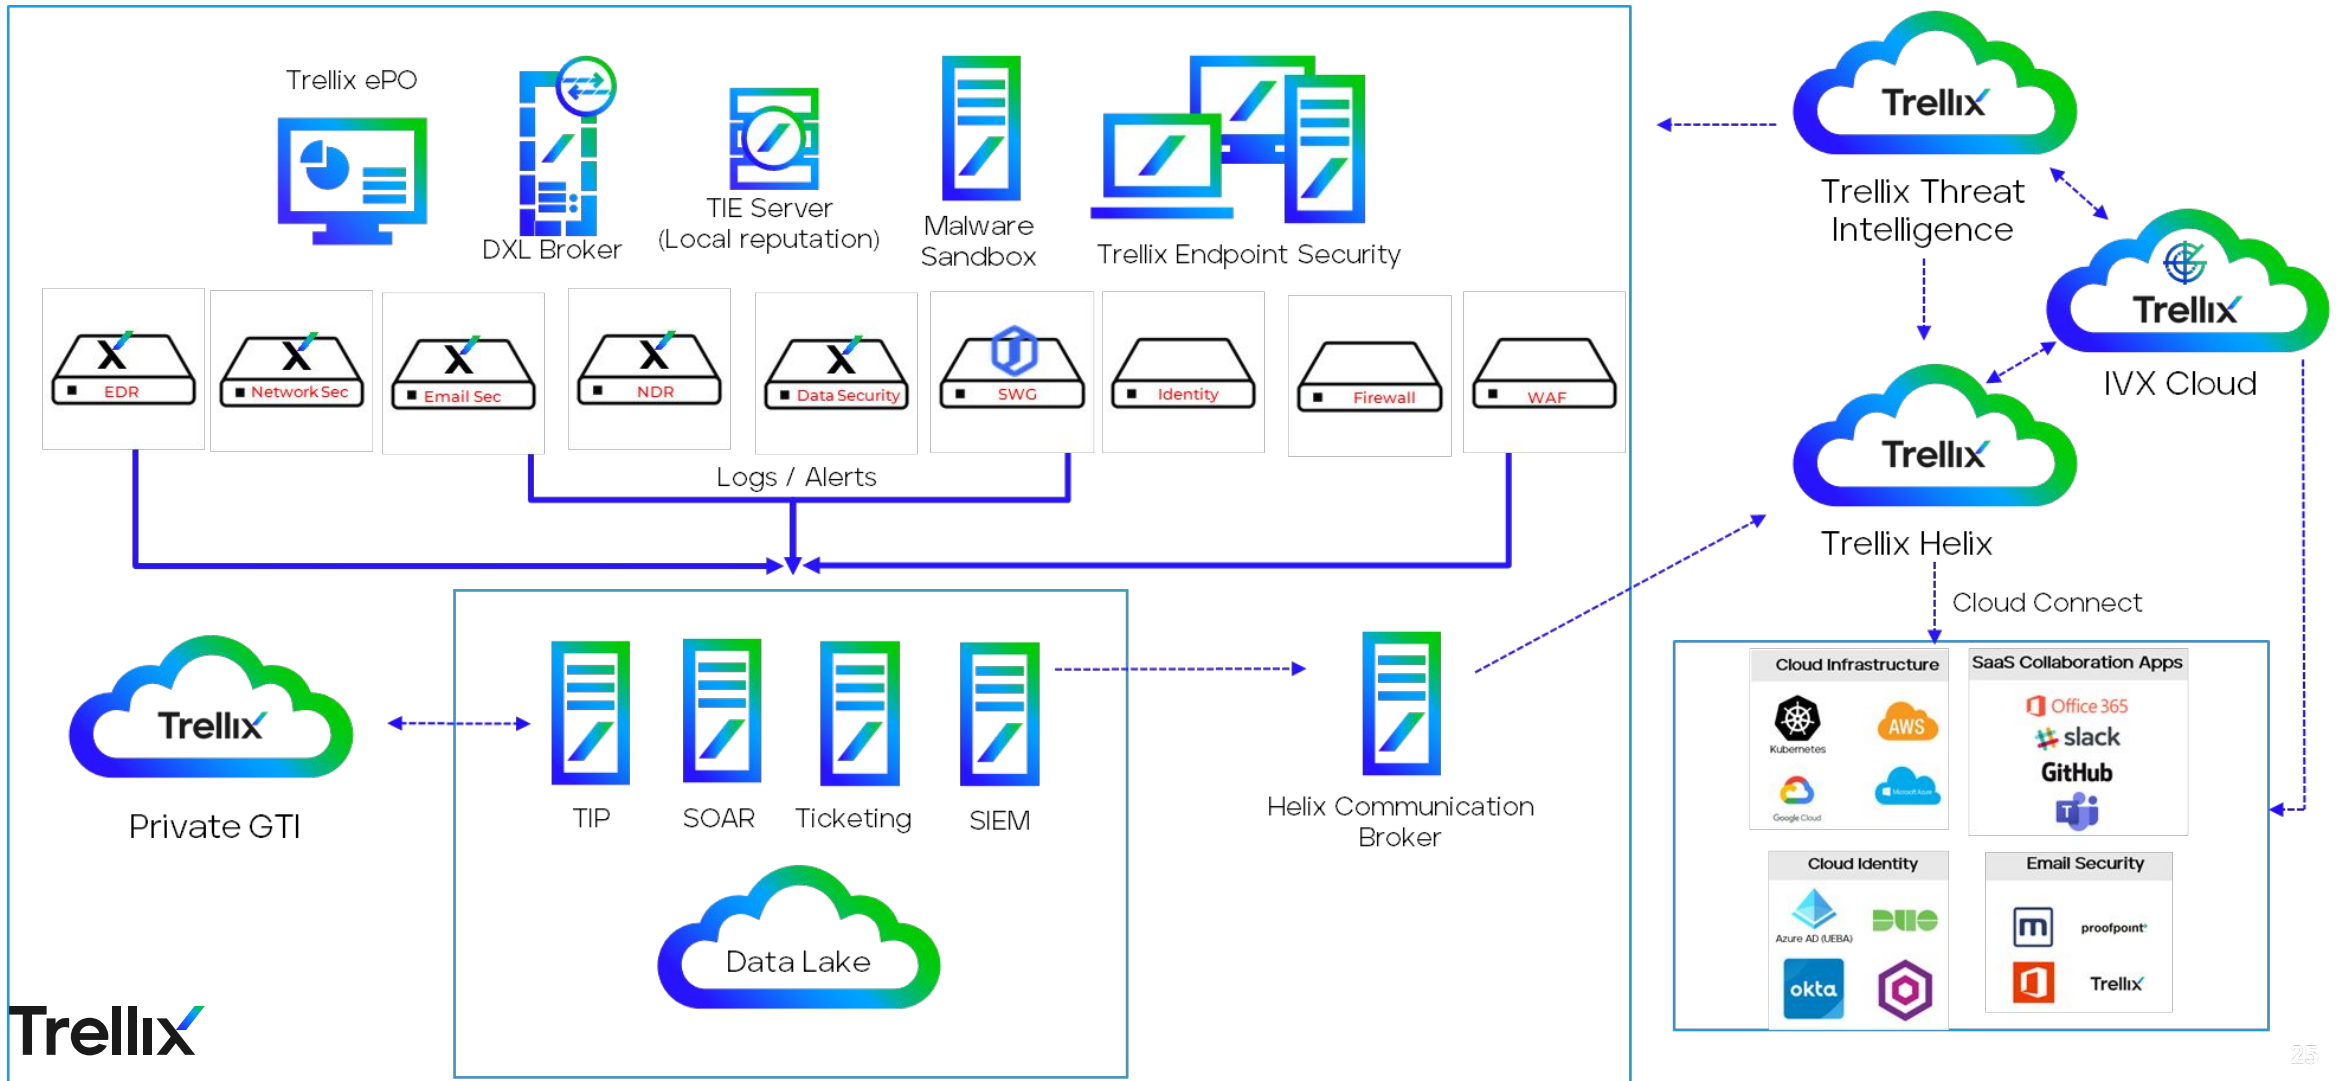 Trellix ePO
DXL Broker
TIE Server
(Local reputation)
Malware
Sandbox
Trellix Endpoint Security
EDR
Network Sec
Email Sec
NDR
Data Security
SWG
Identity
Firewall
WAF
Logs / Alerts
Trellix
Private GTI
TIP
SOAR
Ticketing
SIEM
Data Lake
Helix Communication
Broker
Trellix
Trellix
Trellix Threat
Intelligence
Trellix
IVX Cloud
Trellix
Trellix Helix
Cloud Connect
Cloud Infrastructure
Kubernetes
AWS
Google Cloud
Microsoft Azure
SaaS Collaboration Apps
Office 365
slack
GitHub
T
Cloud Identity
Azure AD (UEBA)
DUO
okta
Email Security
m
proofpoint
Trellix
25